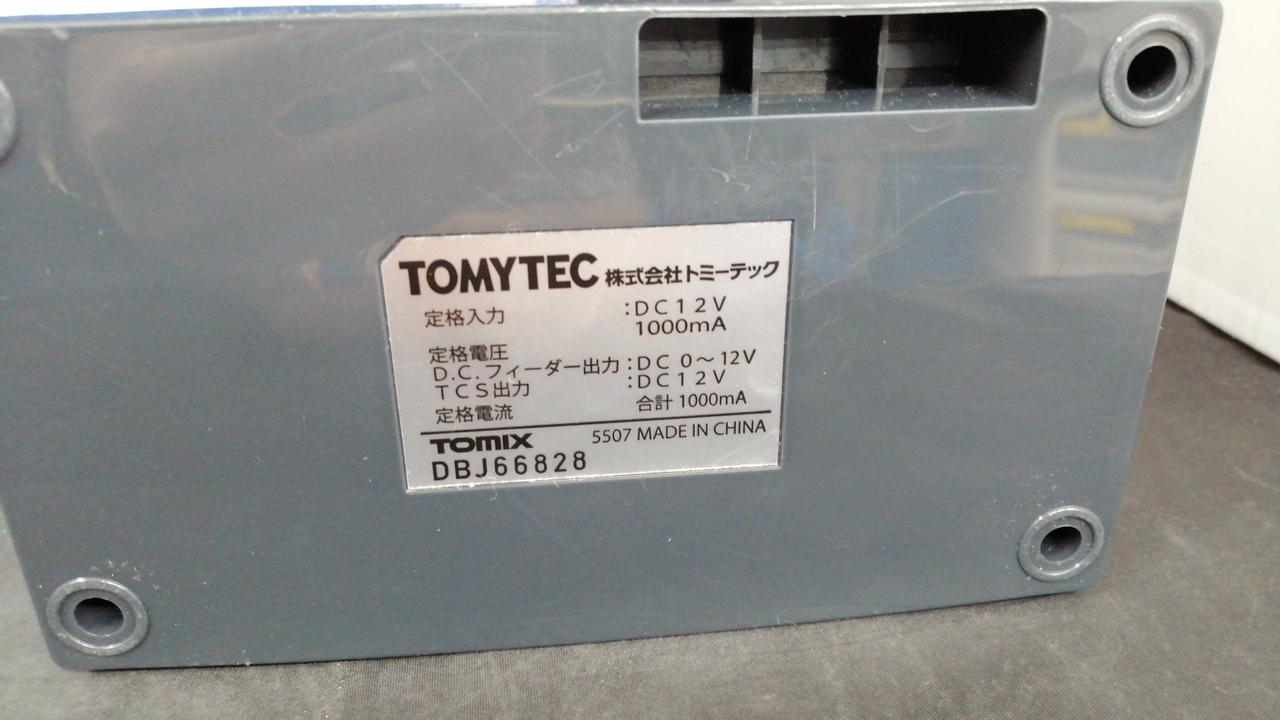 TOMYTEC 株式会社トミーテック
定格入力 :DC12V
1000mA
定格電圧
D.C.フィーダー出力 :DC 0〜12V
TCS出力 :DC12V
定格電流 合計 1000mA
TOMIX 5507 MADE IN CHINA
DBJ66828